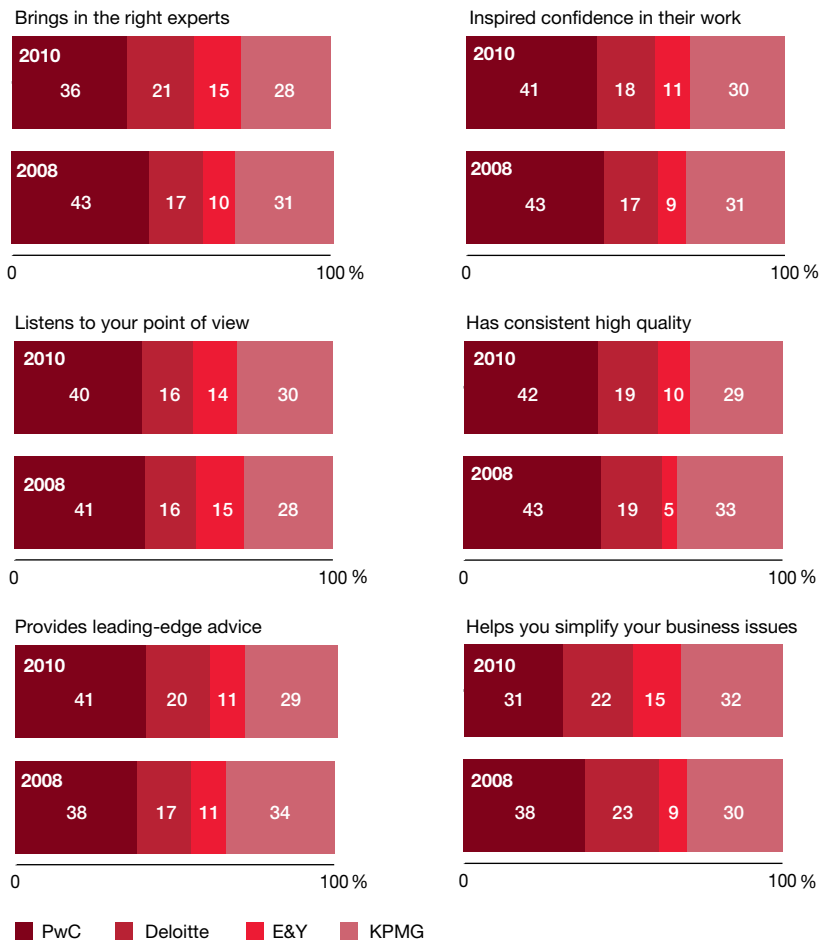 Brings in the right experts
2010
36 21 15 28
2008
43 17 10 31
0 100 %
Inspired confidence in their work
2010
41 18 11 30
2008
43 17 9 31
0 100 %
Listens to your point of view
2010
40 16 14 30
2008
41 16 15 28
0 100 %
Has consistent high quality
2010
42 19 10 29
2008
43 19 5 33
0 100 %
Provides leading-edge advice
2010
41 20 11 29
2008
38 17 11 34
0 100 %
Helps you simplify your business issues
2010
31 22 15 32
2008
38 23 9 30
0 100 %
PwC Deloitte E&Y KPMG